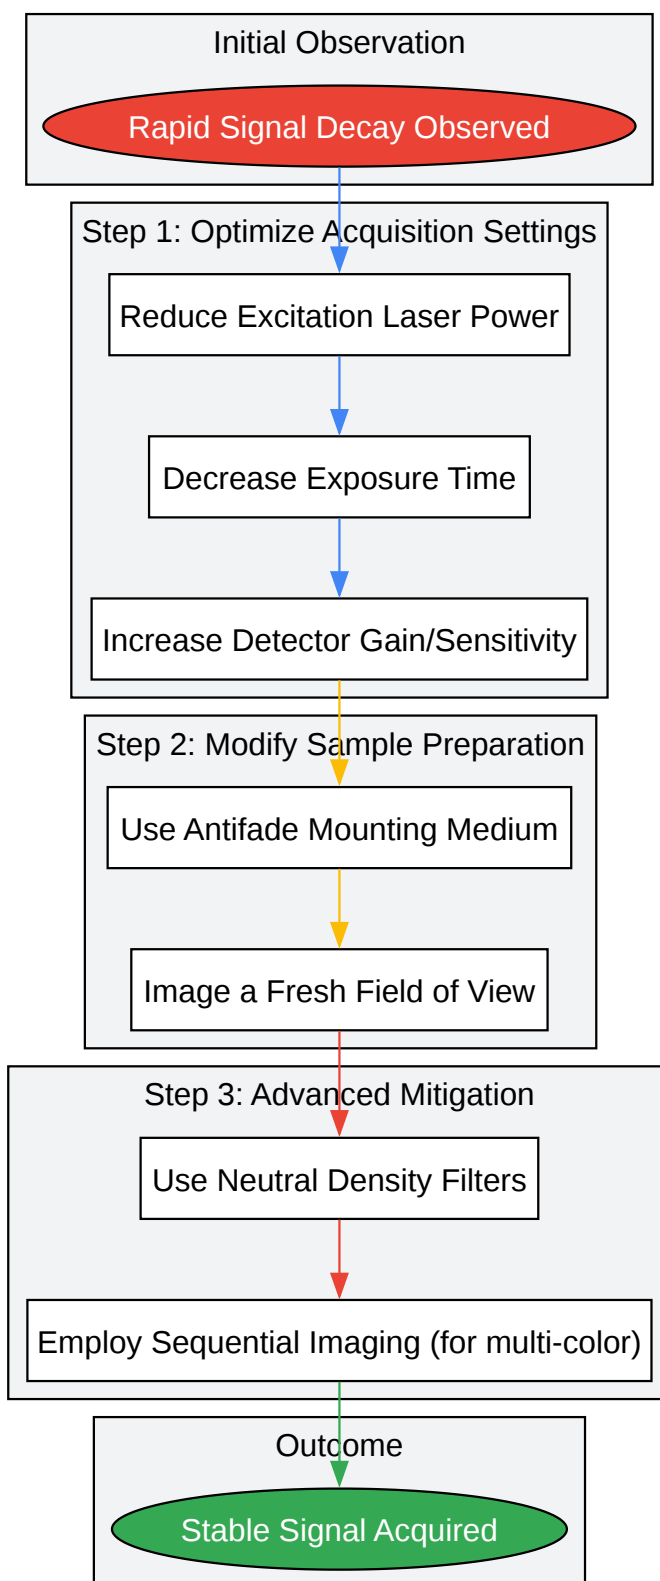 Initial Observation
Rapid Signal Decay Observed
Step 1: Optimize Acquisition Settings
Reduce Excitation Laser Power
Decrease Exposure Time
Increase Detector Gain/Sensitivity
Step 2: Modify Sample Preparation
Use Antifade Mounting Medium
Image a Fresh Field of View
Step 3: Advanced Mitigation
Use Neutral Density Filters
Employ Sequential Imaging (for multi-color)
Outcome
Stable Signal Acquired